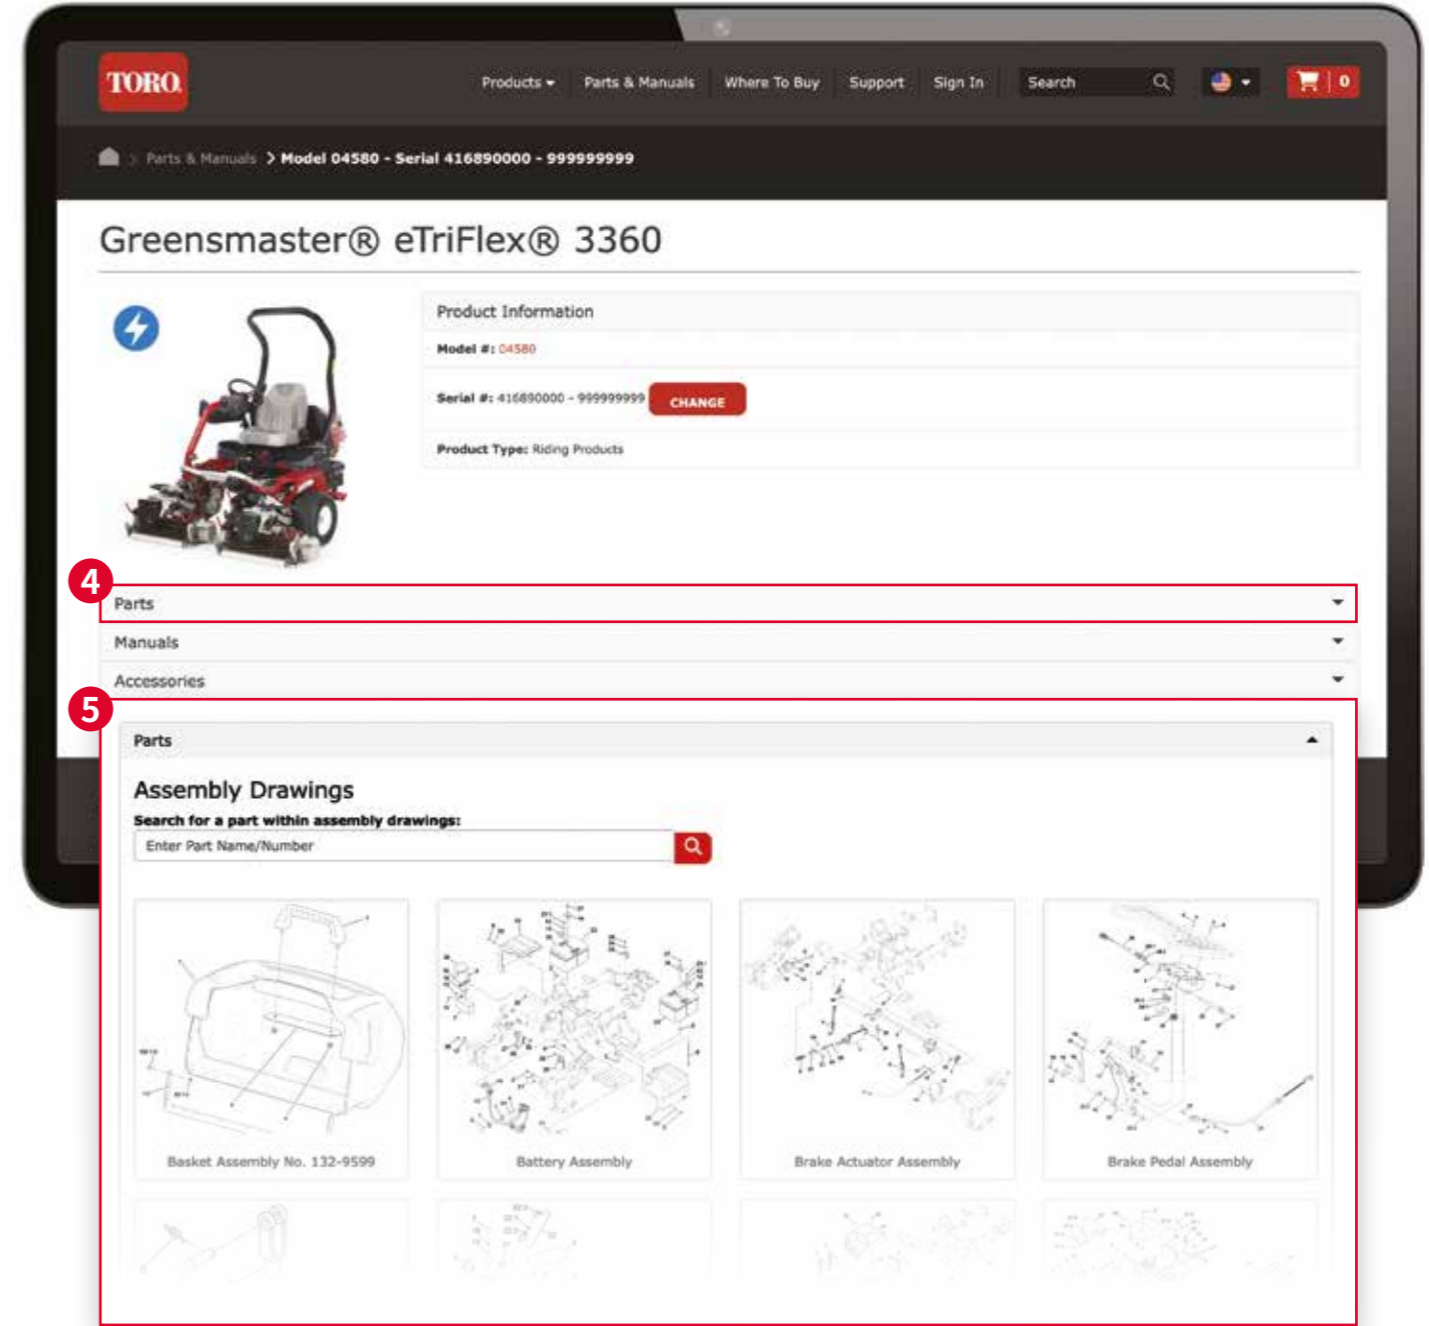 TORO
Products Parts & Manuals Where To Buy Support Sign In Search 0
> Parts & Manuals > Model 04580 - Serial 416890000 - 999999999
Greensmaster® eTriFlex® 3360
Product Information
Model #: 04580
Serial #: 416890000 - 999999999 CHANGE
Product Type: Riding Products
4
Parts
Manuals
Accessories
5
Parts
Assembly Drawings
Search for a part within assembly drawings:
Enter Part Name/Number
Basket Assembly No. 132-9599
Battery Assembly
Brake Actuator Assembly
Brake Pedal Assembly